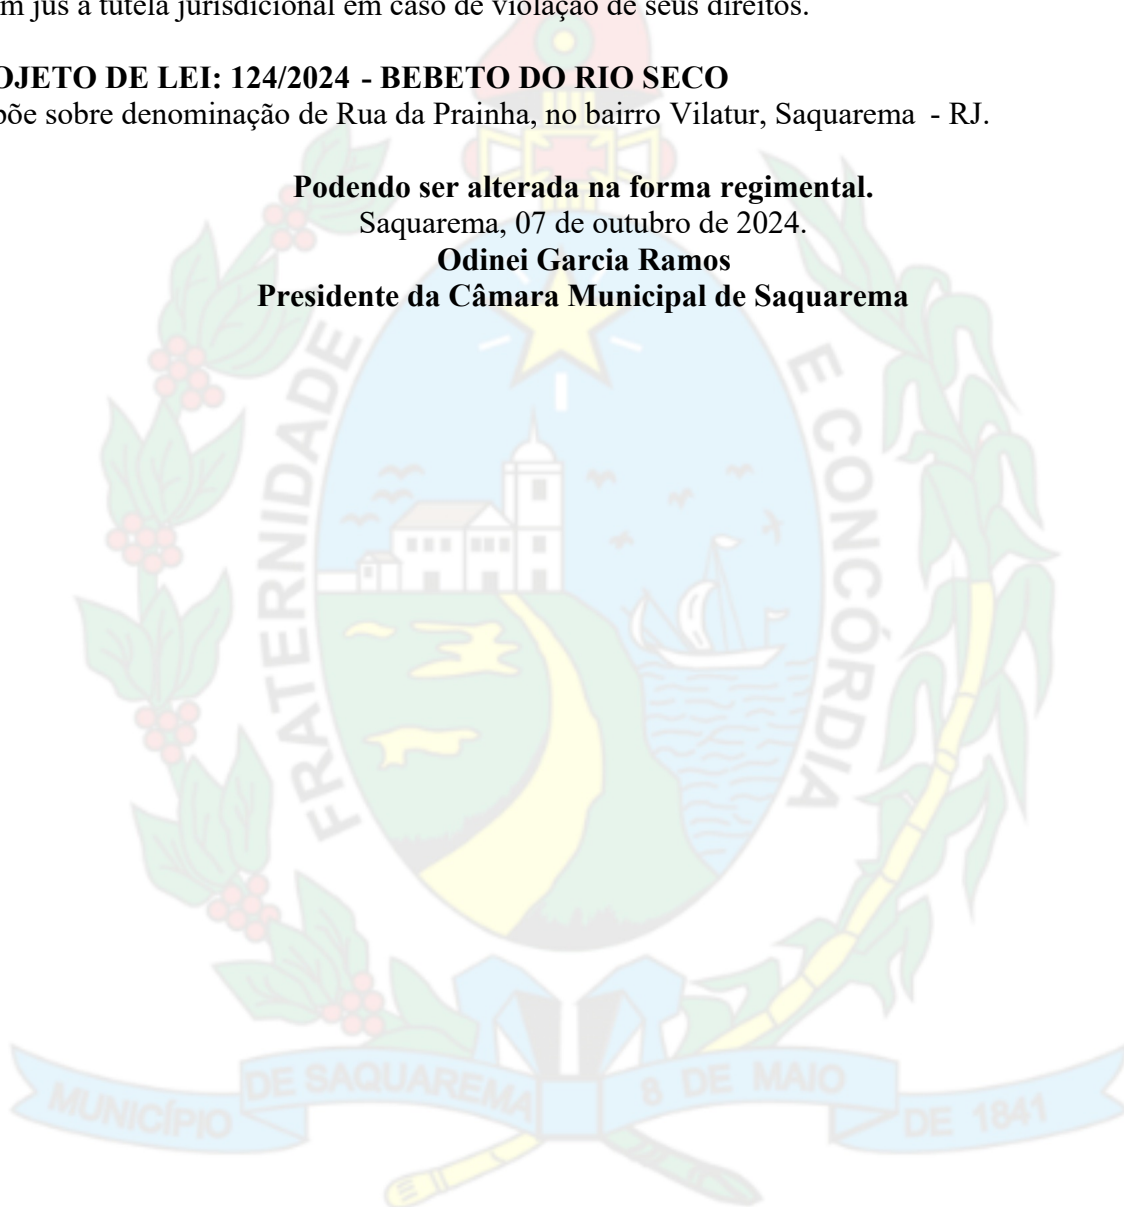 m jus à tutela jurisdicional em caso de violação de seus direitos.
OJETO DE LEI: 124/2024 - BEBETO DO RIO SECO
põe sobre denominação de Rua da Prainha, no bairro Vilatur, Saquarema - RJ.
Podendo ser alterada na forma regimental.
Saquarema, 07 de outubro de 2024.
Odinei Garcia Ramos
Presidente da Câmara Municipal de Saquarema
FRATERNIDADE
E CONCÓRDIA
MUNICÍPIO
DE SAQUAREMA
8 DE MAIO
DE 1841